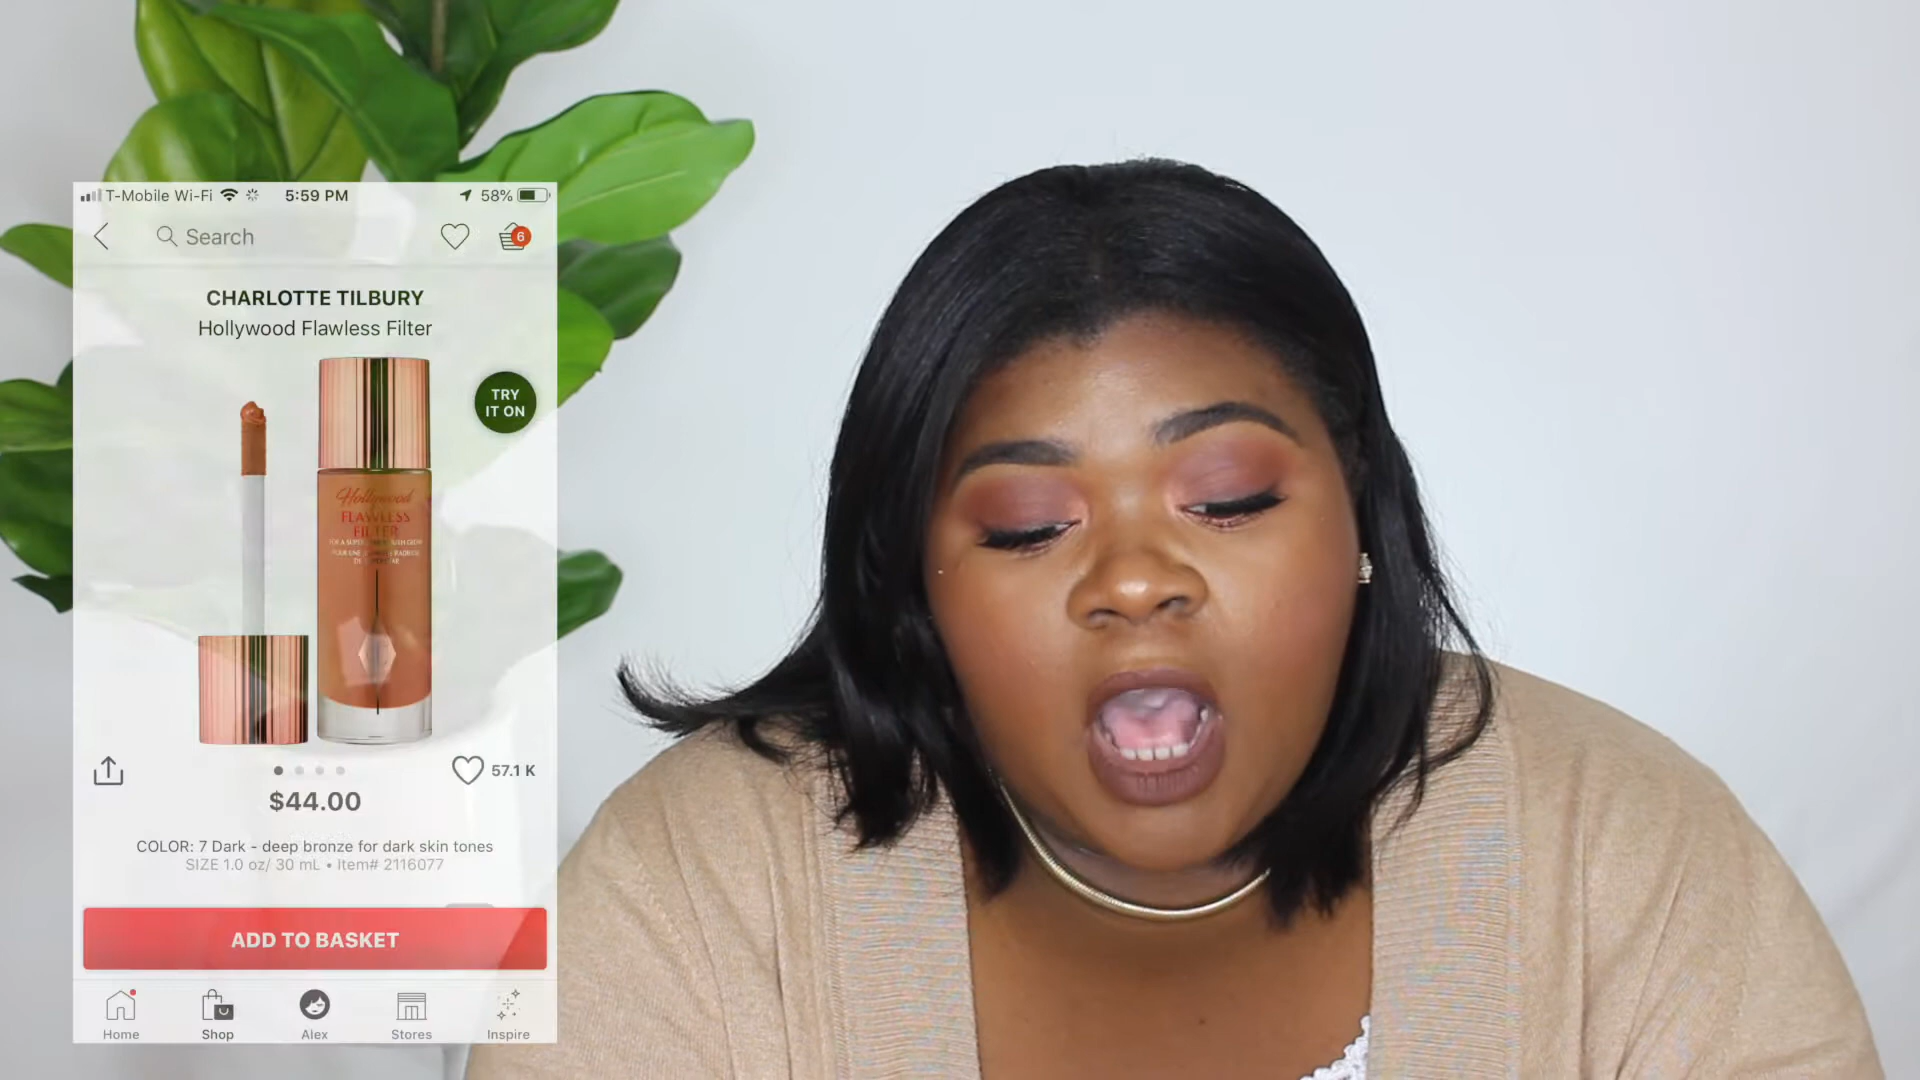 T-Mobile Wi-Fi 5:59 PM 58%
Search
6
CHARLOTTE TILBURY
Hollywood Flawless Filter
TRY
IT ON
Hollywood
FLAWLESS
FILTER
57.1 K
$44.00
COLOR: 7 Dark - deep bronze for dark skin tones
SIZE 1.0 oz/ 30 mL • Item# 2116077
ADD TO BASKET
Home Shop Alex Stores Inspire